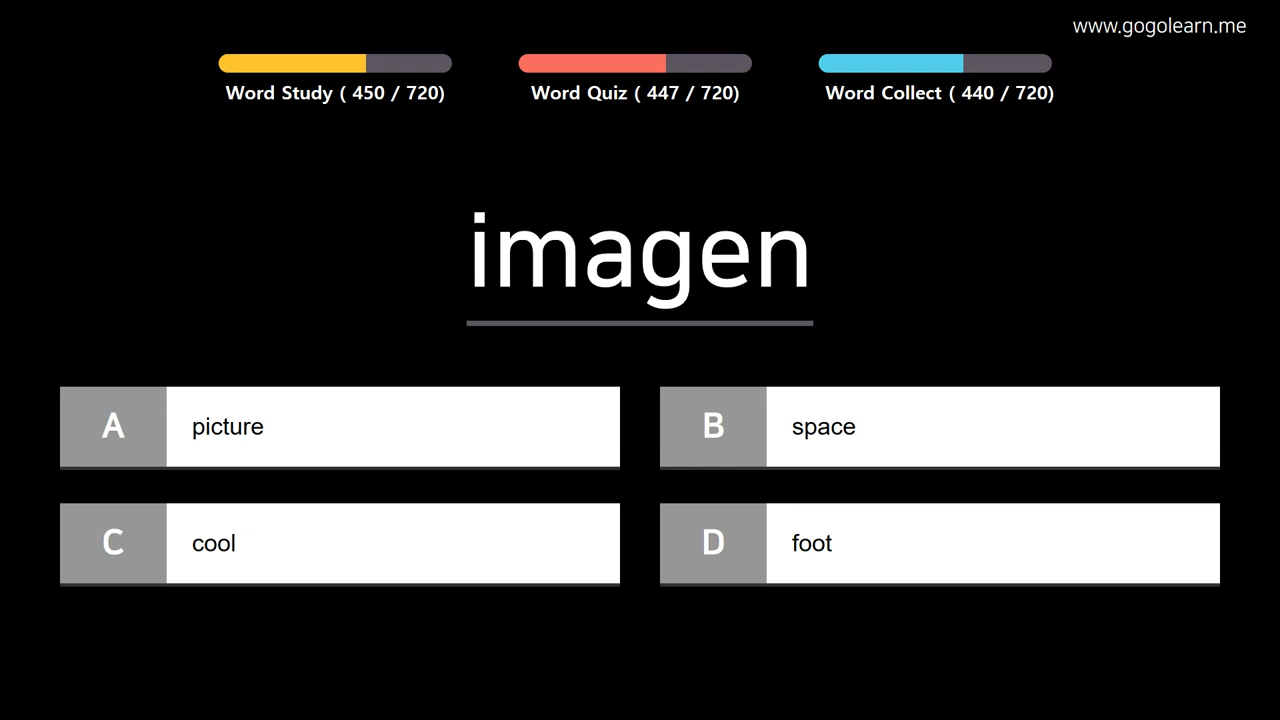 www.gogolearn.me
Word Study ( 450 / 720)
Word Quiz ( 447 / 720)
Word Collect ( 440 / 720)
imagen
A picture
B space
C cool
D foot